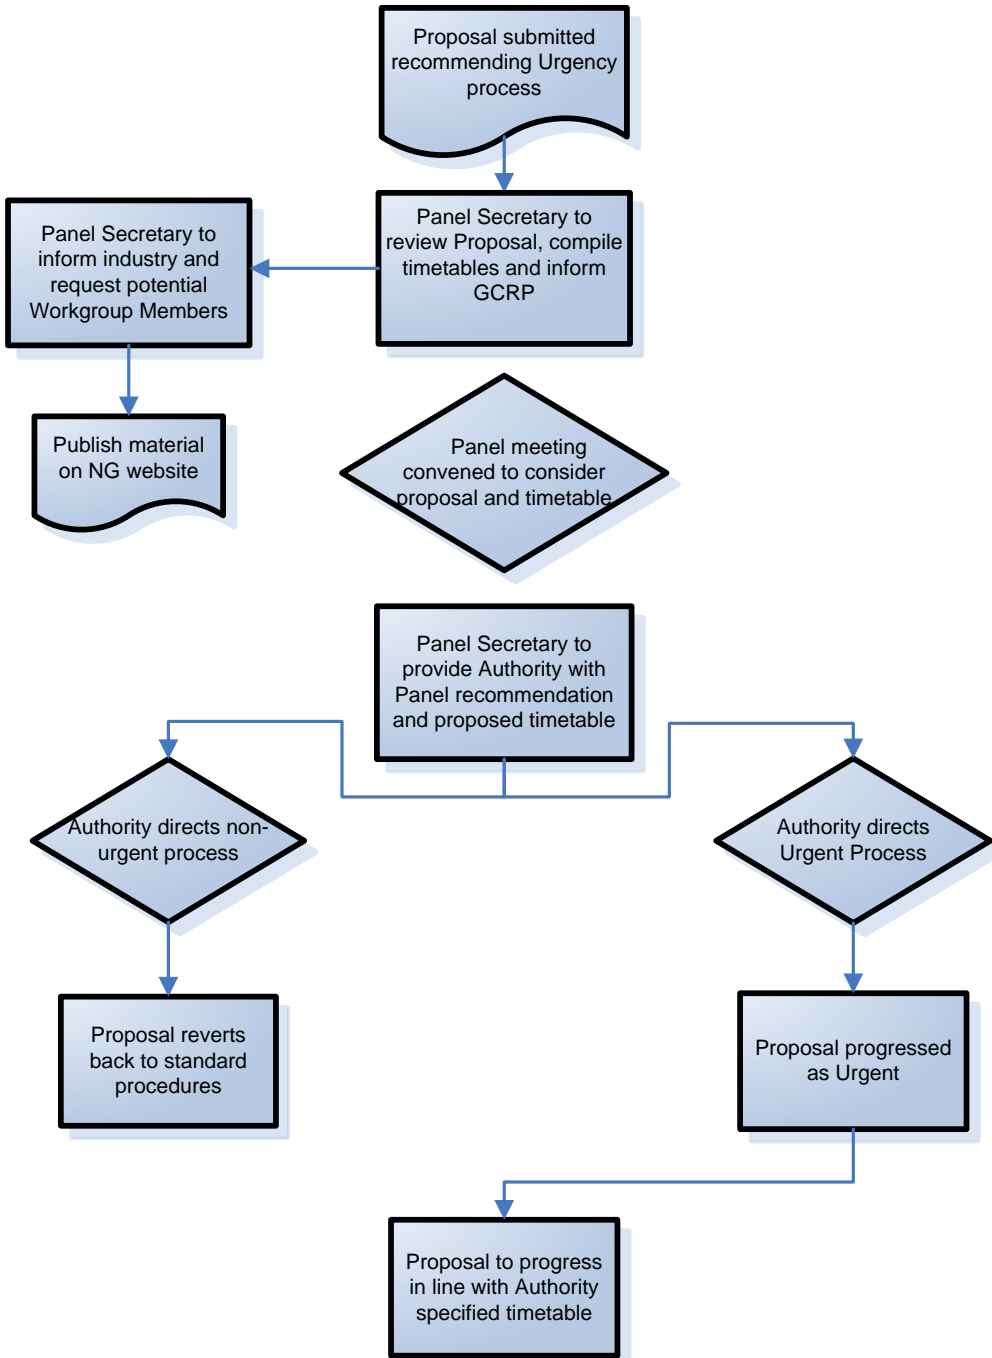 Proposal submitted
recommending Urgency
process
Panel Secretary to
review Proposal, compile
timetables and inform
GCRP
Panel Secretary to
inform industry and
request potential
Workgroup Members
Publish material
on NG website
Panel meeting
convened to consider
proposal and timetable
Panel Secretary to
provide Authority with
Panel recommendation
and proposed timetable
Authority directs non-
urgent process
Authority directs
Urgent Process
Proposal reverts
back to standard
procedures
Proposal progressed
as Urgent
Proposal to progress
in line with Authority
specified timetable